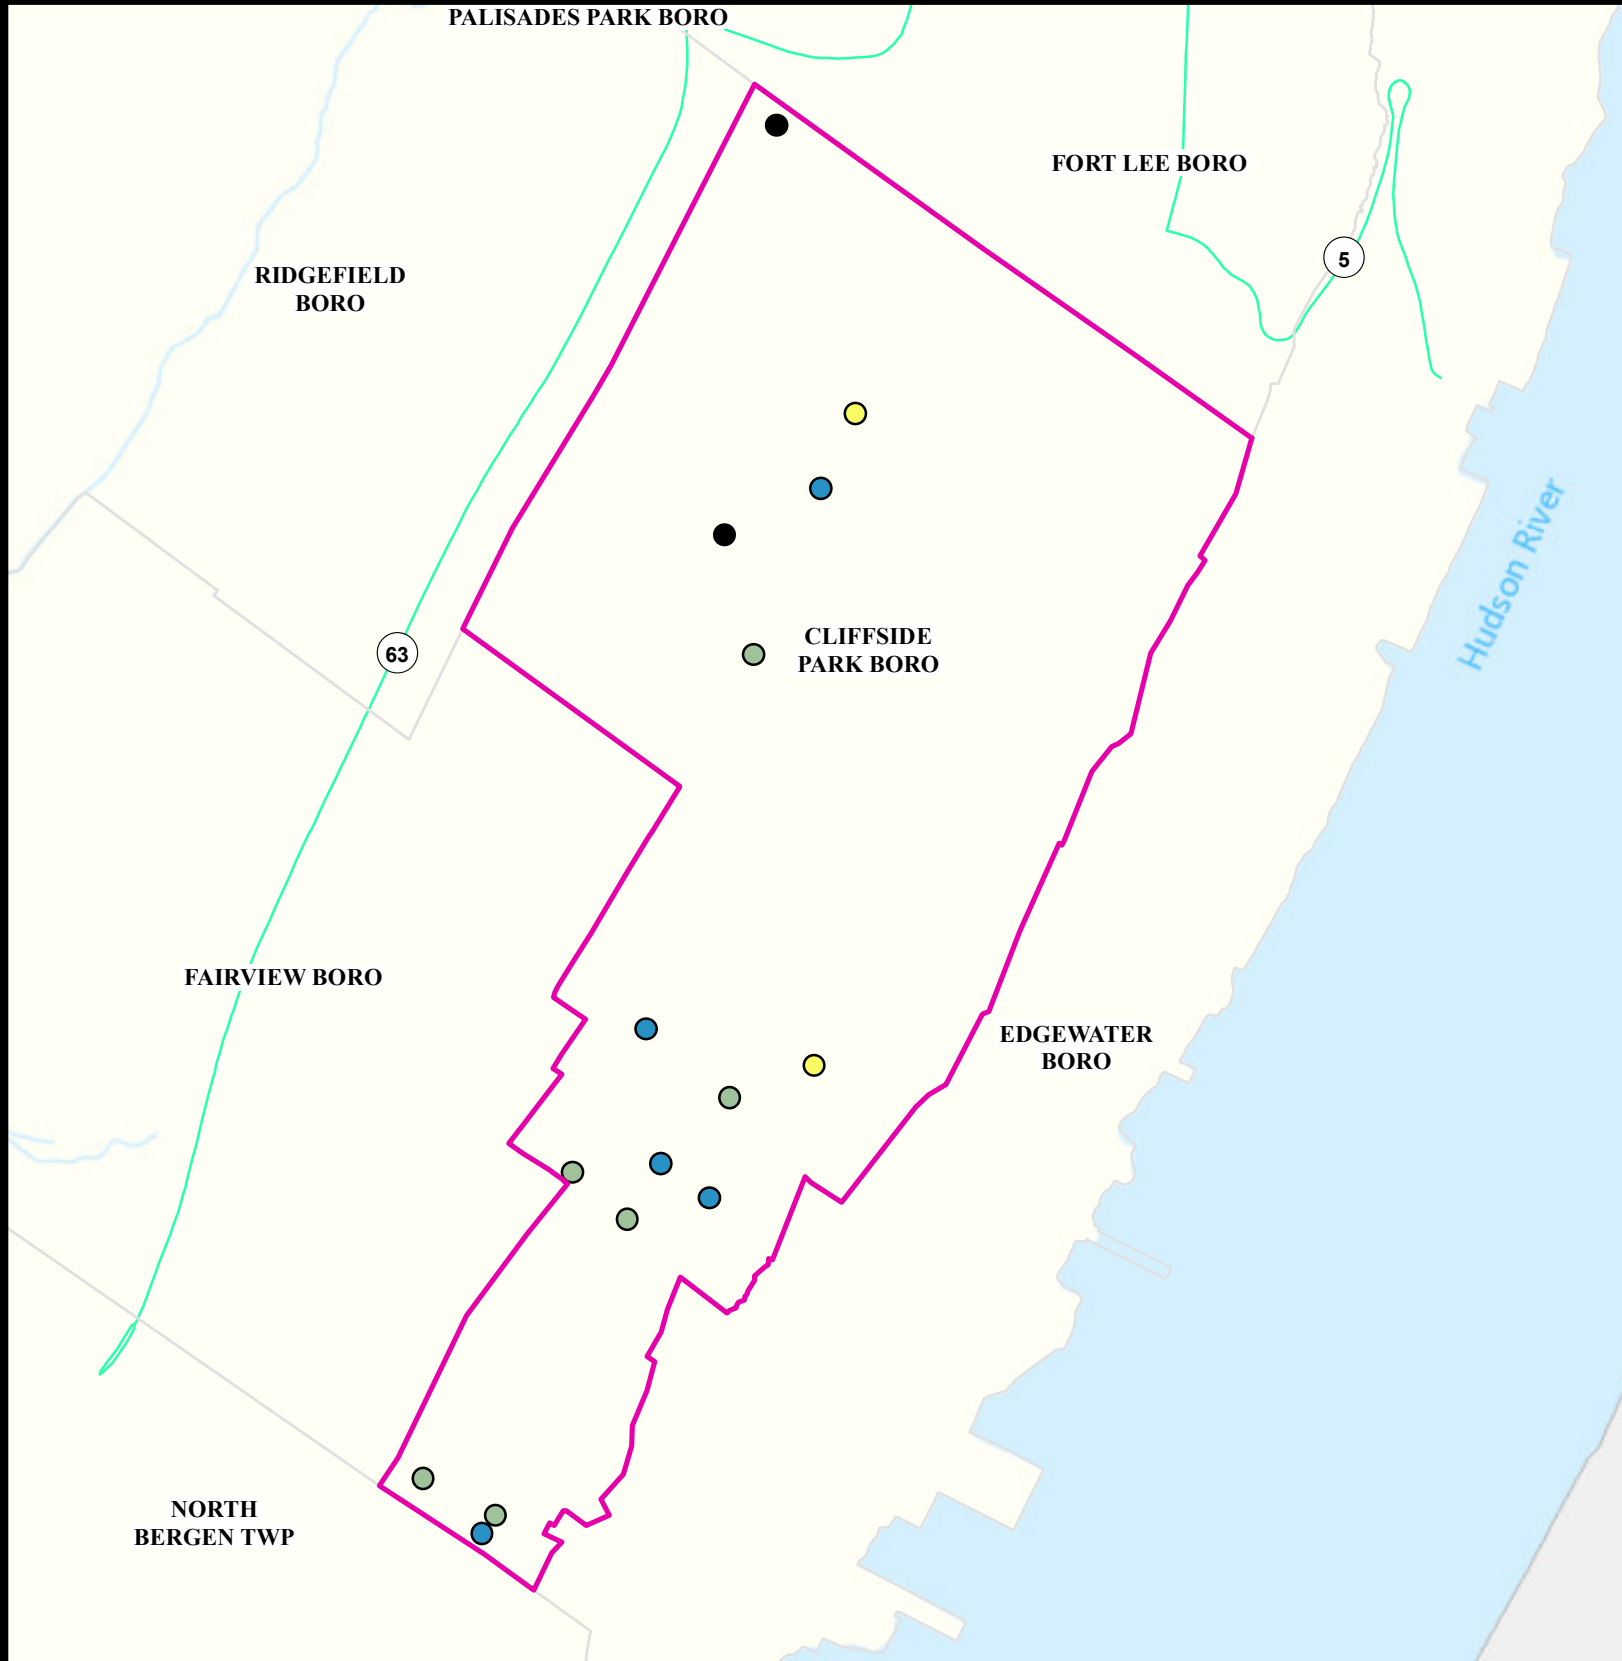 PALISADES PARK BORO
FORT LEE BORO
5
RIDGEFIELD
BORO
Hudson River
CLIFFSIDE
PARK BORO
63
FAIRVIEW BORO
EDGEWATER
BORO
NORTH
BERGEN TWP